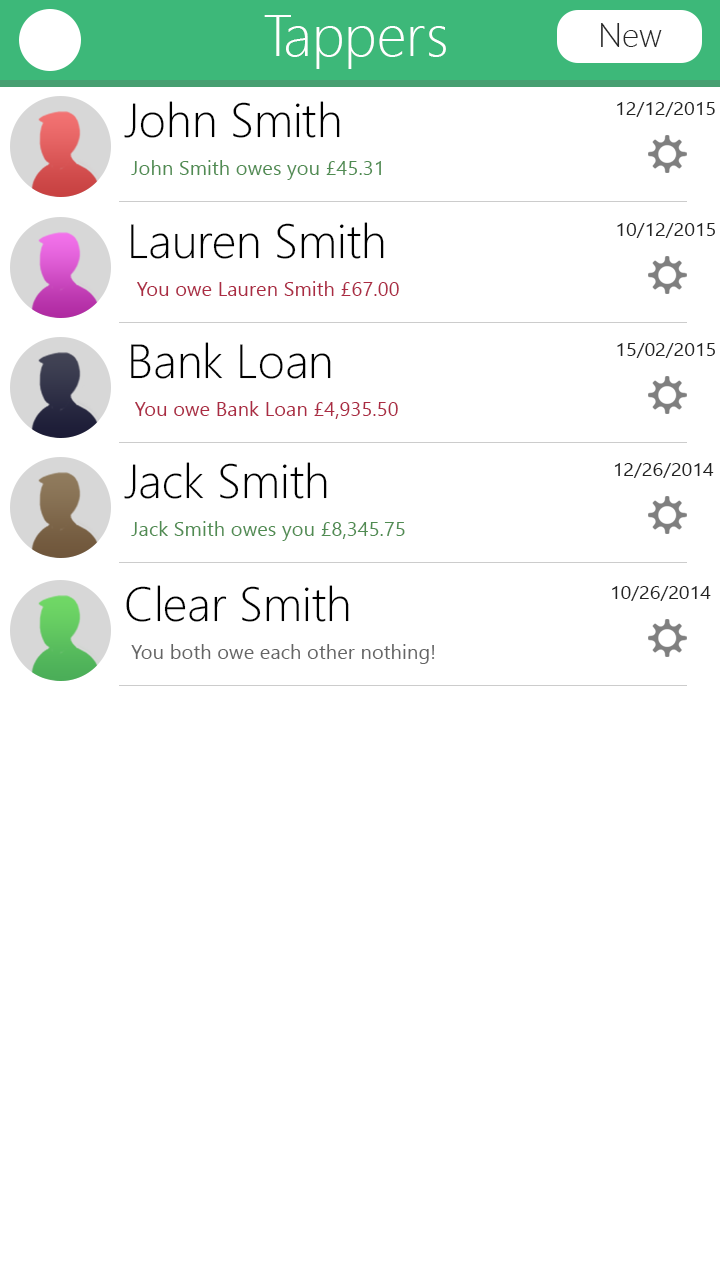 Tappers
New
John Smith
12/12/2015
John Smith owes you £45.31
Lauren Smith
10/12/2015
You owe Lauren Smith £67.00
Bank Loan
15/02/2015
You owe Bank Loan £4,935.50
Jack Smith
12/26/2014
Jack Smith owes you £8,345.75
Clear Smith
10/26/2014
You both owe each other nothing!